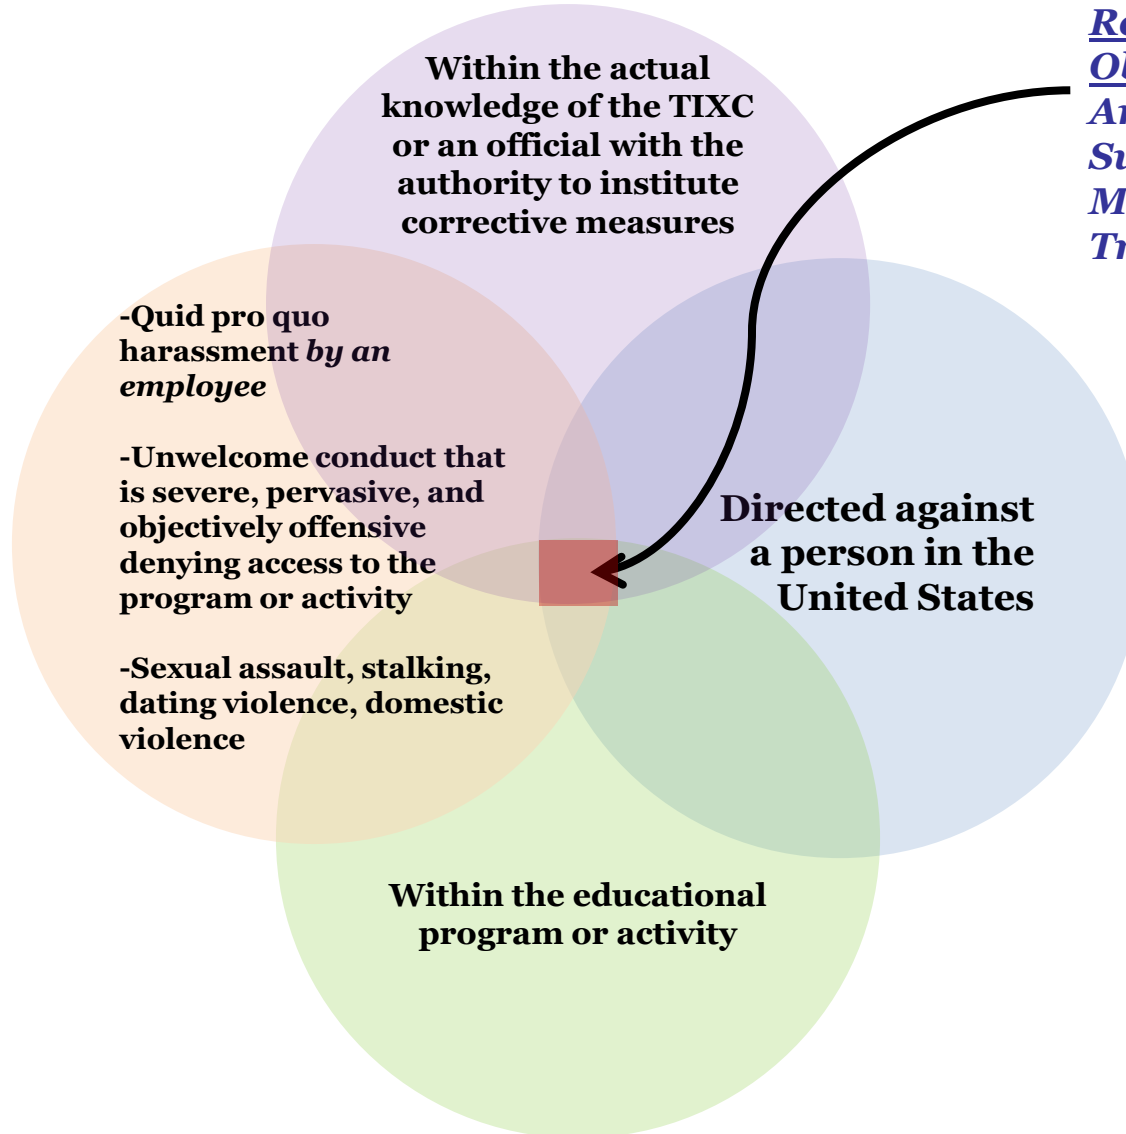 Within the actual
knowledge of the TIXC
or an official with the
authority to institute
corrective measures
-Quid pro quo
harassment by an
employee
-Unwelcome conduct that
is severe, pervasive, and
objectively offensive
denying access to the
program or activity
-Sexual assault, stalking,
dating violence, domestic
violence
Directed against
a person in the
United States
Within the educational
program or activity